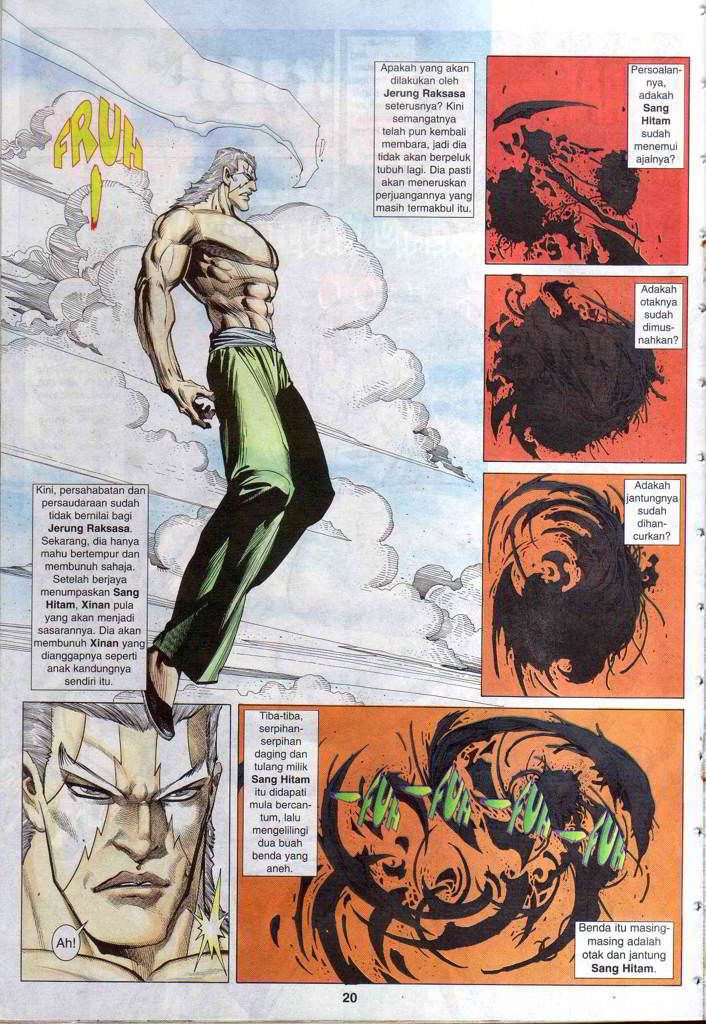 FRUH
!
Apakah yang akan
dilakukan oleh
Jerung Raksasa
seterusnya? Kini
semangatnya
telah pun kembali
membara, jadi dia
tidak akan berpeluk
tubuh lagi. Dia pasti
akan meneruskan
perjuangannya yang
masih termakbul itu.
Persoalan-
nya,
adakah
Sang
Hitam
sudah
menemui
ajalnya?
Adakah
otaknya
sudah
dimus-
nahkan?
Adakah
jantungnya
sudah
dihan-
curkan?
Kini, persahabatan dan
persaudaraan sudah
tidak bernilai bagi
Jerung Raksasa.
Sekarang, dia hanya
mahu bertempur dan
membunuh sahaja.
Setelah berjaya
menumpaskan Sang
Hitam, Xinan pula
yang akan menjadi
sasarannya. Dia akan
membunuh Xinan yang
dianggapnya seperti
anak kandungnya
sendiri itu.
Ah!
Tiba-tiba,
serpihan-
serpihan
daging dan
tulang milik
Sang Hitam
itu didapati
mula bercan-
tum, lalu
mengelilingi
dua buah
benda yang
aneh.
-FUH -FUH -FUH -FUH
Benda itu masing-
masing adalah
otak dan jantung
Sang Hitam.
20